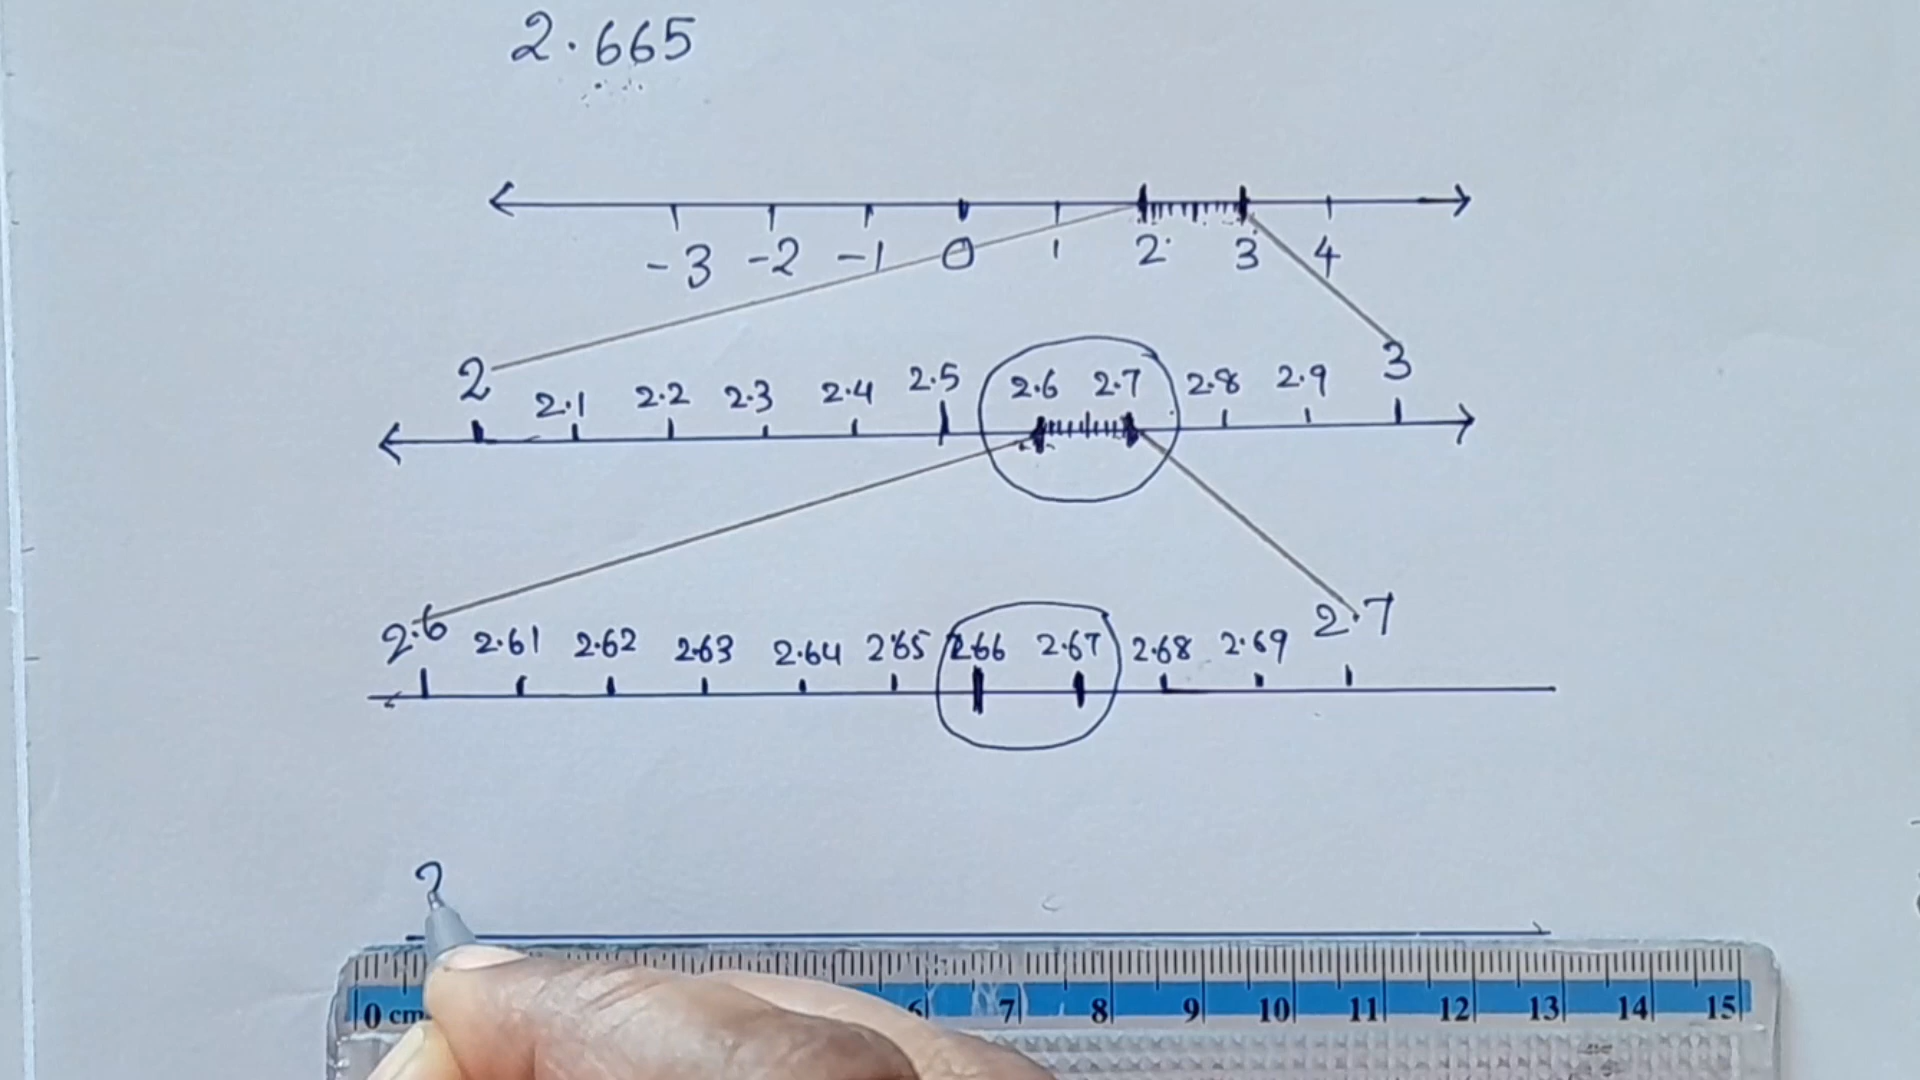 2.665
-3 -2 -1 0 1 2 3 4
2 2.1 2.2 2.3 2.4 2.5 2.6 2.7 2.8 2.9 3
2.6 2.61 2.62 2.63 2.64 2.65 2.66 2.67 2.68 2.69 2.7
2
0 cm 6 7 8 9 10 11 12 13 14 15